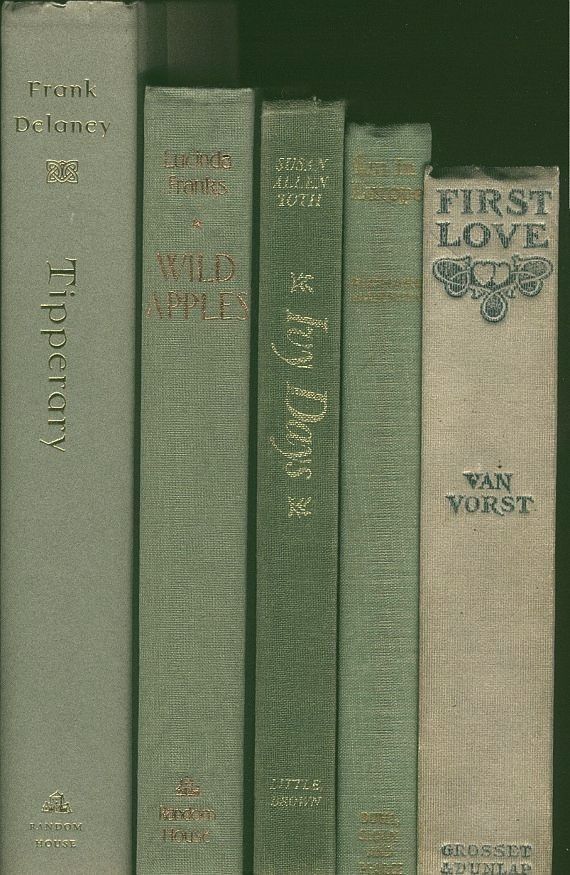 Frank
Delaney
Tipperary
RANDOM
HOUSE
Lucinda
Franks
WILD
APPLES
Random
House
SUSAN
ALLEN
TOTH
Ivy Days
LITTLE,
BROWN
FIRST
LOVE
VAN
VORST
GROSSET
& DUNLAP